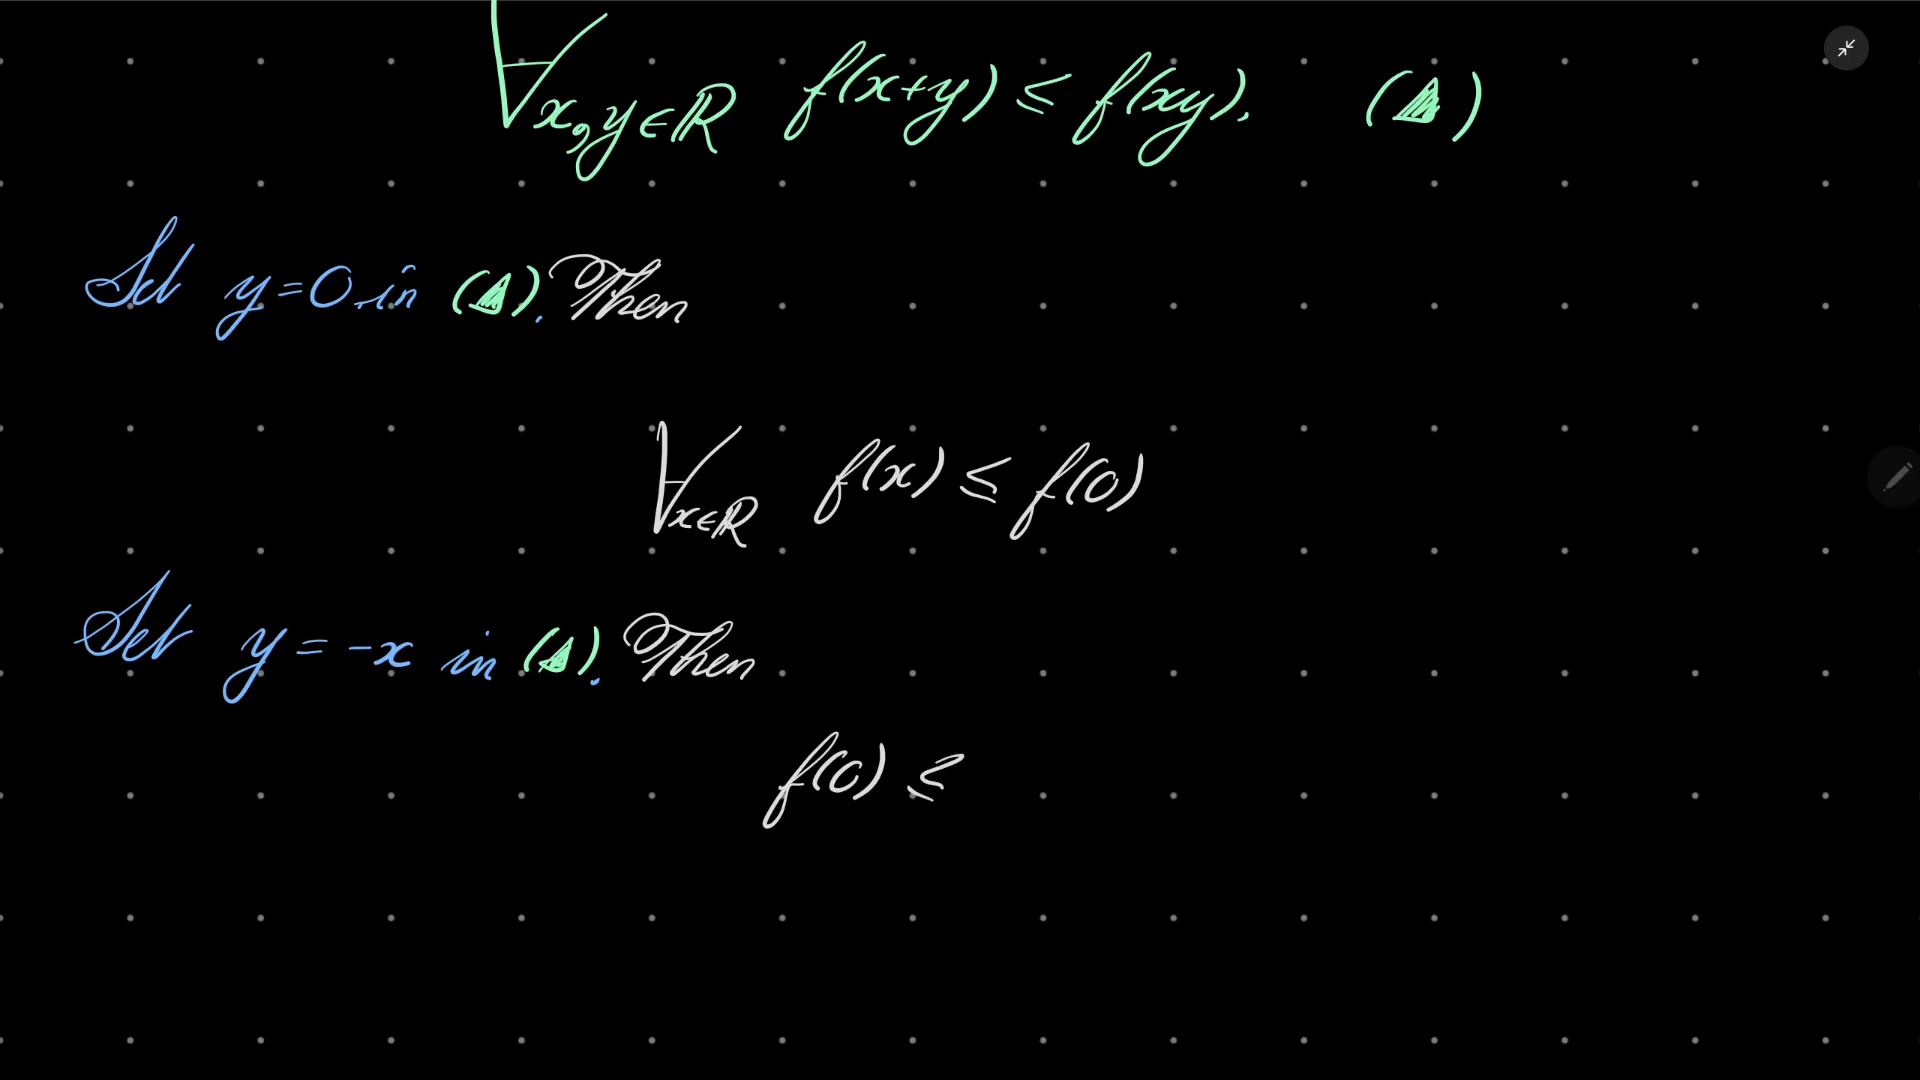 ∀x,y∈ℝ f(x+y) ≤ f(xy). (▲)
Set y=0 in (▲). Then
∀x∈ℝ f(x) ≤ f(0)
Set y = -x in (▲). Then
f(0) ≤